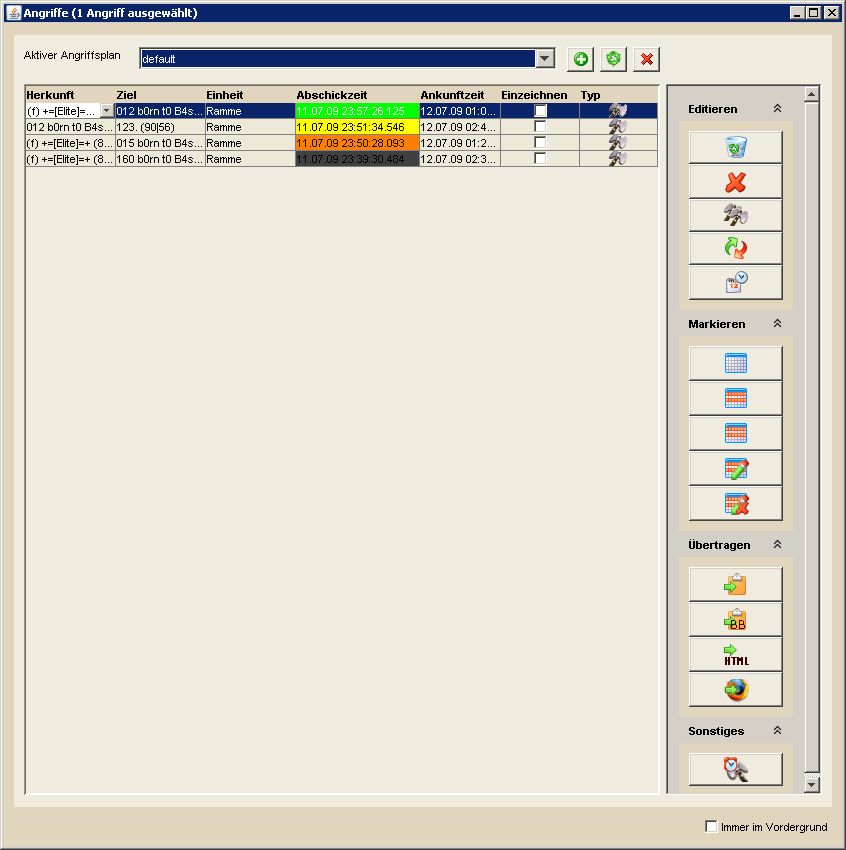 Angriffe (1 Angriff ausgewählt)
Aktiver Angriffsplan
default
Herkunft Ziel Einheit Abschickzeit Ankunftzeit Einzeichnen Typ
(f) +=[Elite]=... 012 b0rn t0 B4s... Ramme 11.07.09 23:57:26.125 12.07.09 01:0...
012 b0rn t0 B4s... 123. (90|56) Ramme 11.07.09 23:51:34.546 12.07.09 02:4...
(f) +=[Elite]=+ (8... 015 b0rn t0 B4s... Ramme 11.07.09 23:50:28.093 12.07.09 01:2...
(f) +=[Elite]=+ (8... 160 b0rn t0 B4s... Ramme 11.07.09 23:39:30.484 12.07.09 02:3...
Editieren
12
Markieren
Übertragen
BB
HTML
Sonstiges
Immer im Vordergrund